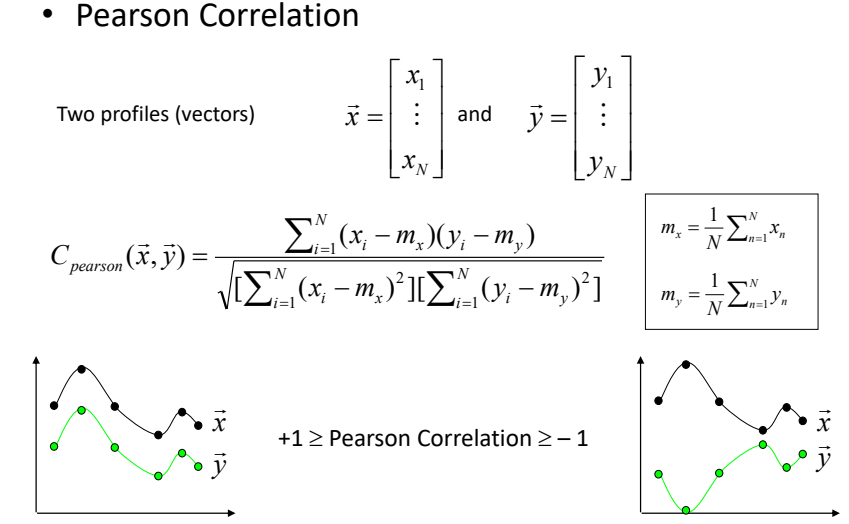 • Pearson Correlation
Two profiles (vectors)
$\vec{x} = \begin{bmatrix} x_1 \\ \vdots \\ x_N \end{bmatrix}$ and $\vec{y} = \begin{bmatrix} y_1 \\ \vdots \\ y_N \end{bmatrix}$
$C_{pearson}(\vec{x}, \vec{y}) = \frac{\sum_{i=1}^{N}(x_i - m_x)(y_i - m_y)}{\sqrt{[\sum_{i=1}^{N}(x_i - m_x)^2][\sum_{i=1}^{N}(y_i - m_y)^2]}}$
$m_x = \frac{1}{N}\sum_{n=1}^{N} x_n$
$m_y = \frac{1}{N}\sum_{n=1}^{N} y_n$
$\vec{x}$
$\vec{y}$
+1 ≥ Pearson Correlation ≥ – 1
$\vec{x}$
$\vec{y}$